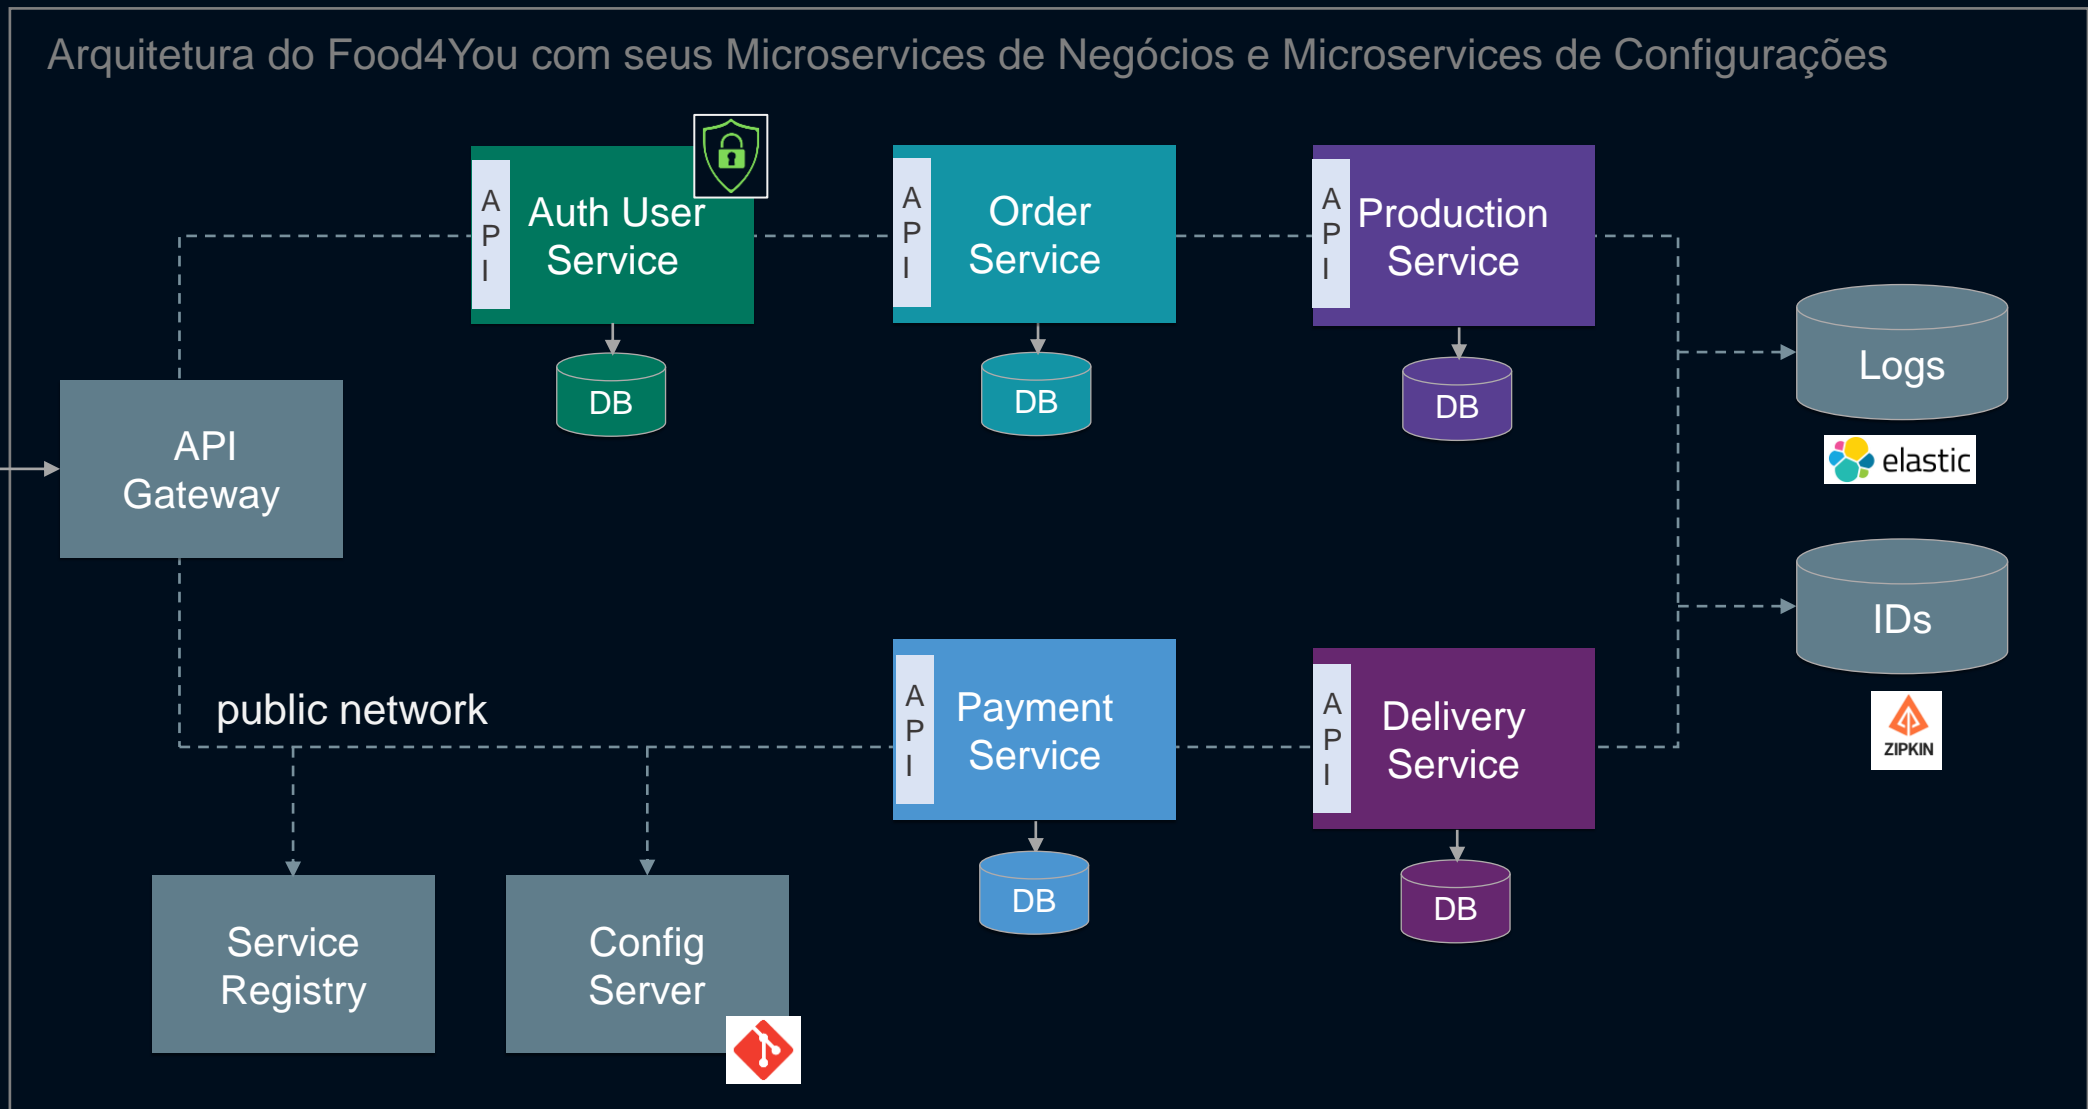 Arquitetura do Food4You com seus Microservices de Negócios e Microservices de Configurações
A
P
I
Auth User
Service
DB
A
P
I
Order
Service
DB
A
P
I
Production
Service
DB
Logs
elastic
API
Gateway
IDs
ZIPKIN
public network
A
P
I
Payment
Service
DB
A
P
I
Delivery
Service
DB
Service
Registry
Config
Server